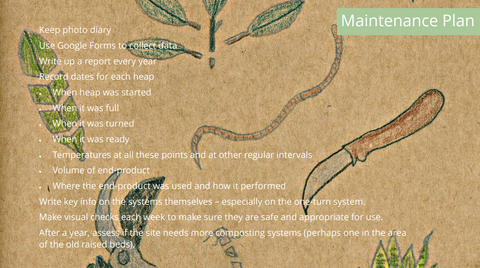 Maintenance Plan
Keep photo diary
Use Google Forms to collect data
Write up a report every year
Record dates for each heap
• When heap was started
• When it was full
• When it was turned
• When it was ready
• Temperatures at all these points and at other regular intervals
• Volume of end-product
• Where the end-product was used and how it performed
Write key info on the systems themselves – especially on the one-turn system.
Make visual checks each week to make sure they are safe and appropriate for use.
After a year, assess if the site needs more composting systems (perhaps one in the area
of the old raised beds).